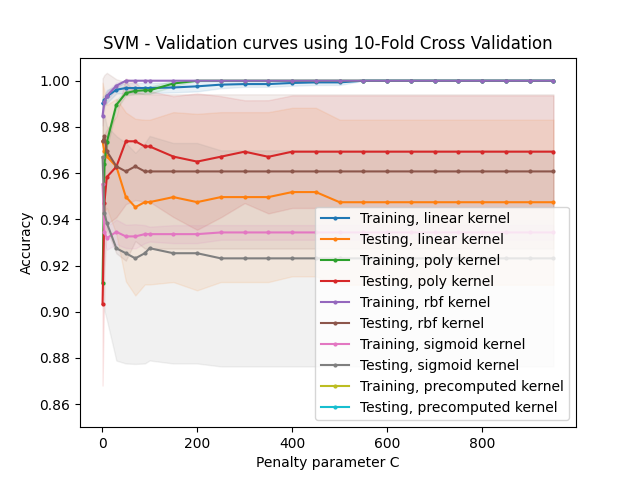 SVM - Validation curves using 10-Fold Cross Validation
1.00
0.98
0.96
0.94
0.92
0.90
0.88
0.86
Accuracy
Training, linear kernel
Testing, linear kernel
Training, poly kernel
Testing, poly kernel
Training, rbf kernel
Testing, rbf kernel
Training, sigmoid kernel
Testing, sigmoid kernel
Training, precomputed kernel
Testing, precomputed kernel
0 200 400 600 800
Penalty parameter C